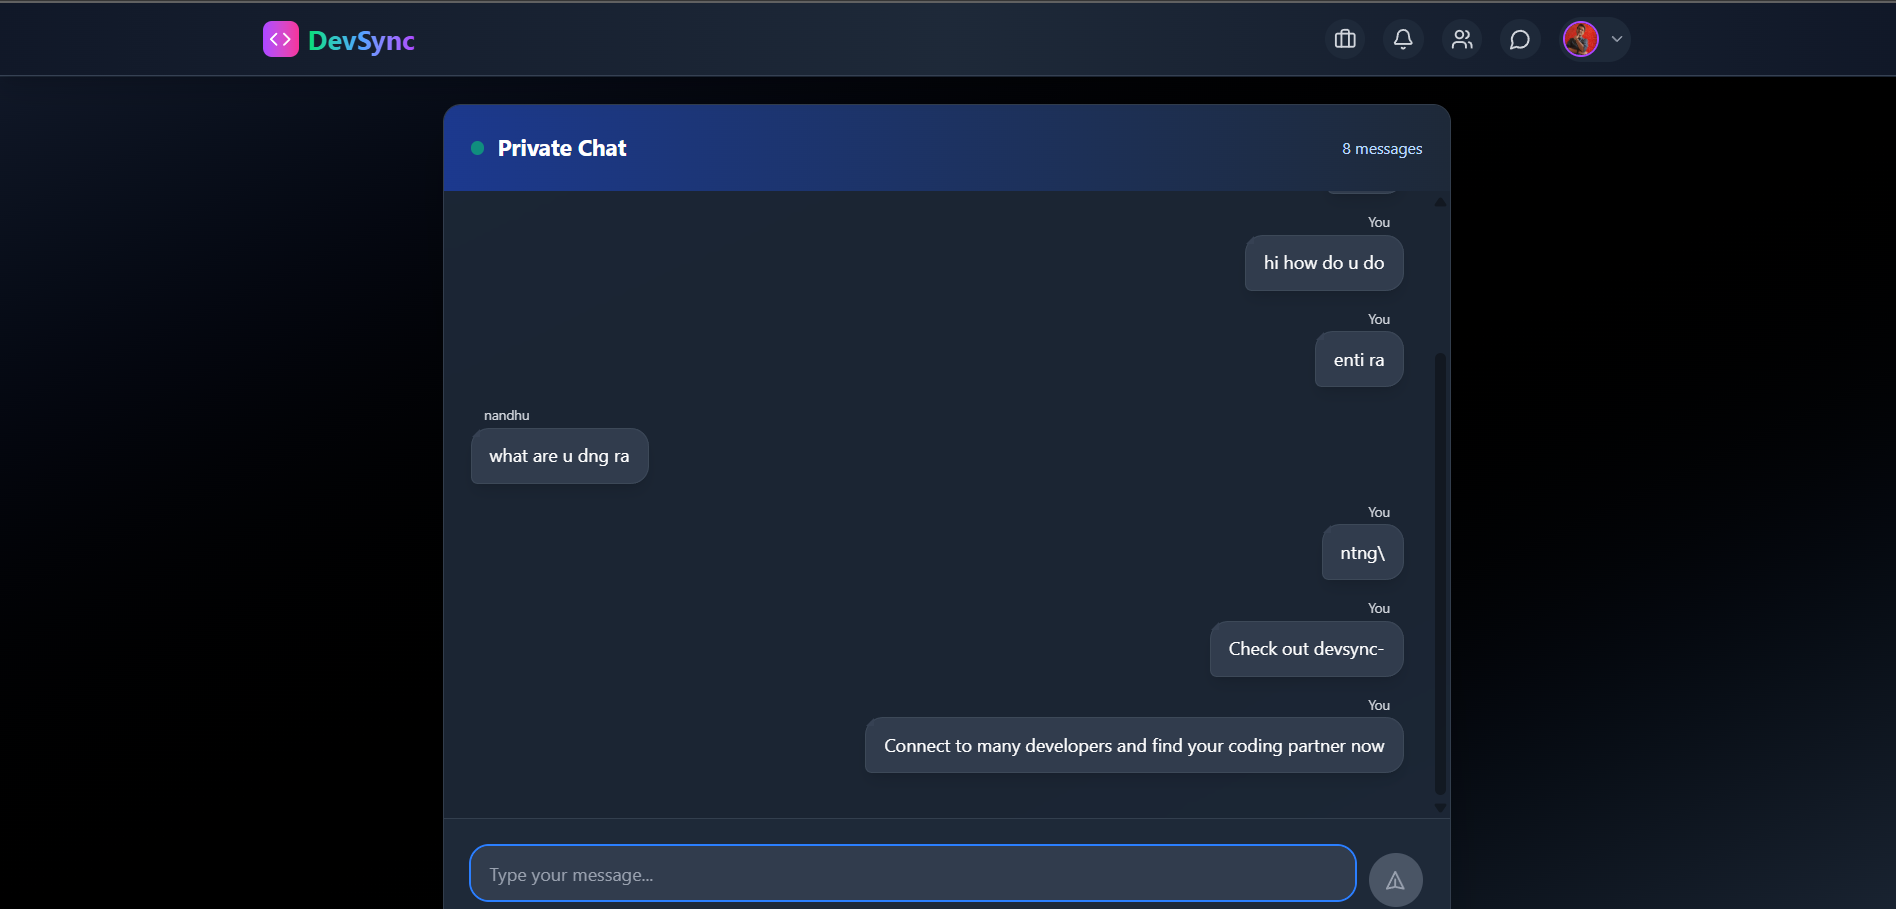 DevSync
Private Chat
8 messages
You
hi how do u do
You
enti ra
nandhu
what are u dng ra
You
ntng\
You
Check out devsync-
You
Connect to many developers and find your coding partner now
Type your message...